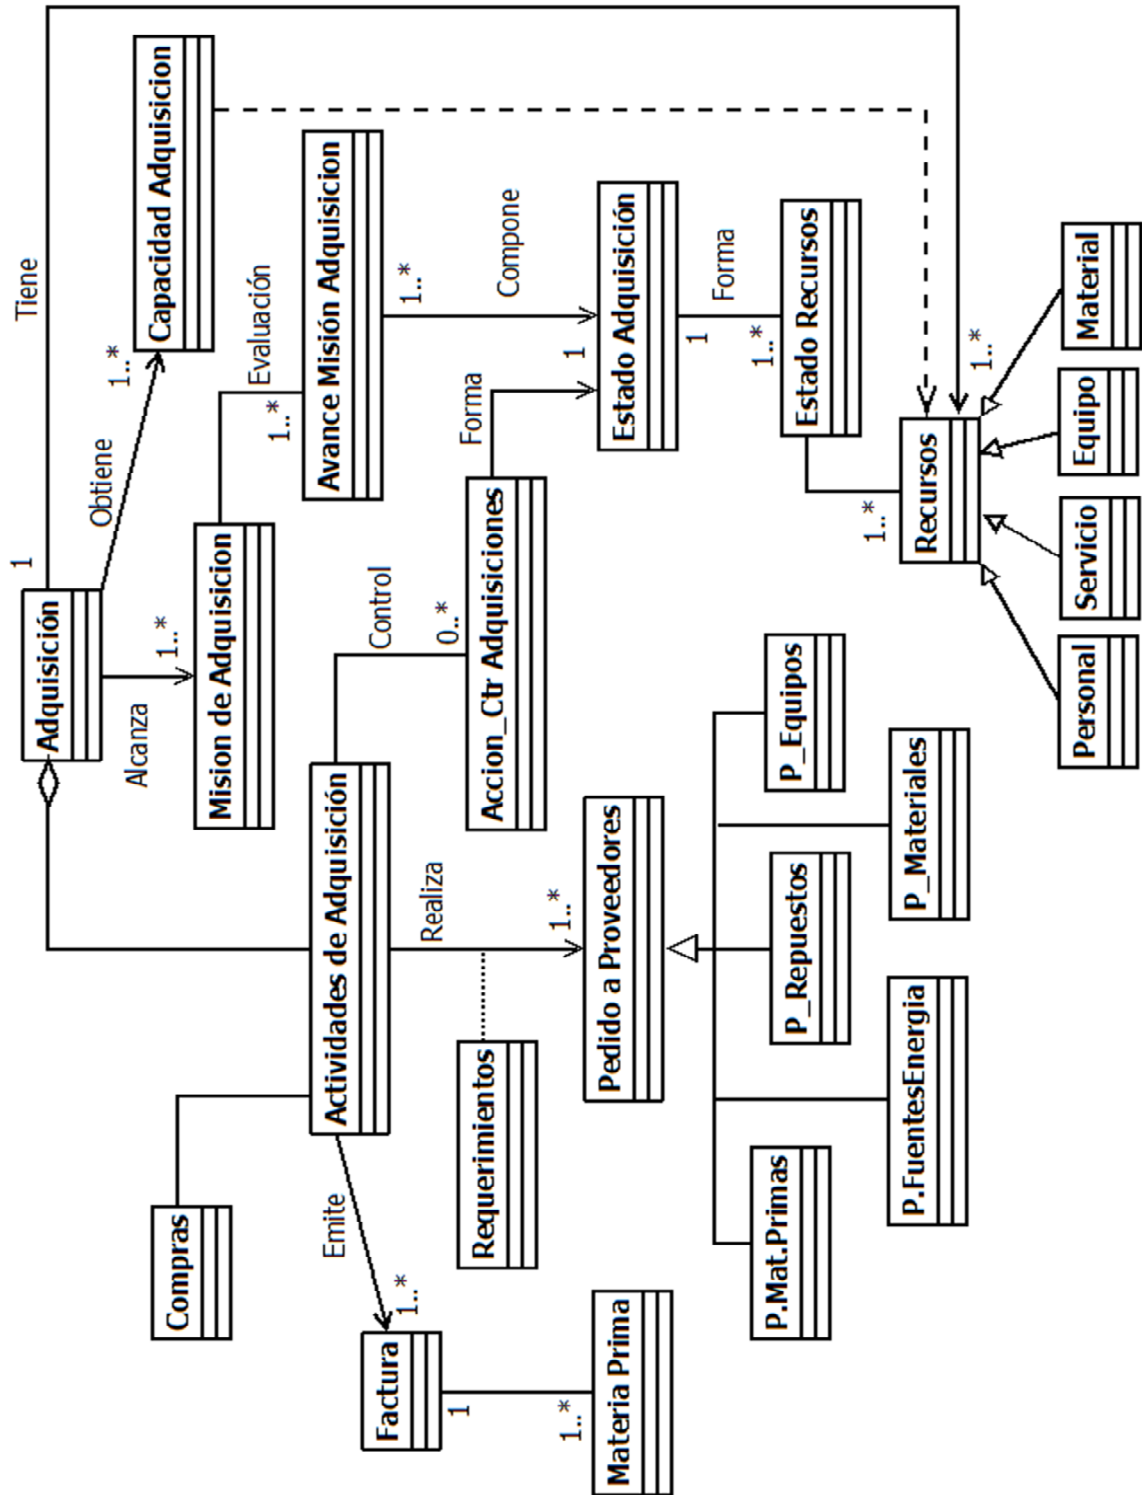 Tiene
1
Adquisición
Obtiene
1..*
Capacidad Adquisicion
Alcanza
1..*
Mision de Adquisicion
Evaluación
1..*
Avance Misión Adquisicion
1..*
Compone
Compras
Actividades de Adquisición
Control
0..*
Accion_Ctr Adquisiciones
Forma
1
Estado Adquisición
1
Forma
1..*
Estado Recursos
Emite
1..*
Factura
1
1..*
Materia Prima
Requerimientos
Realiza
1..*
Pedido a Proveedores
P.Mat.Primas
P.FuentesEnergia
P_Repuestos
P_Materiales
P_Equipos
1..*
Recursos
1..*
Personal
Servicio
Equipo
Material